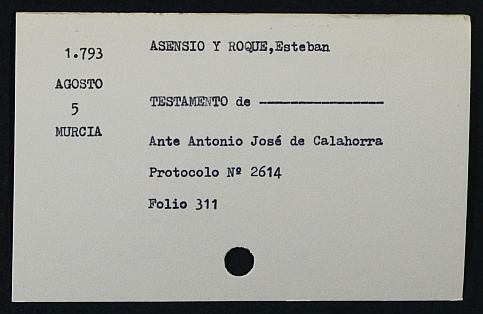 1.793
AGOSTO
5
MURCIA
ASENSIO Y ROQUE,Esteban
TESTAMENTO de ----------------
Ante Antonio José de Calahorra
Protocolo Nº 2614
Folio 311